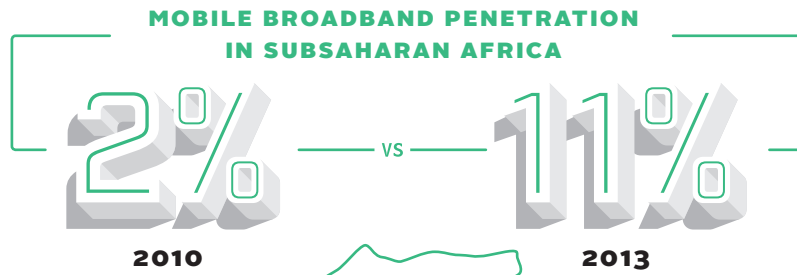 MOBILE BROADBAND PENETRATION
IN SUBSAHARAN AFRICA
2% VS 11%
2010 2013